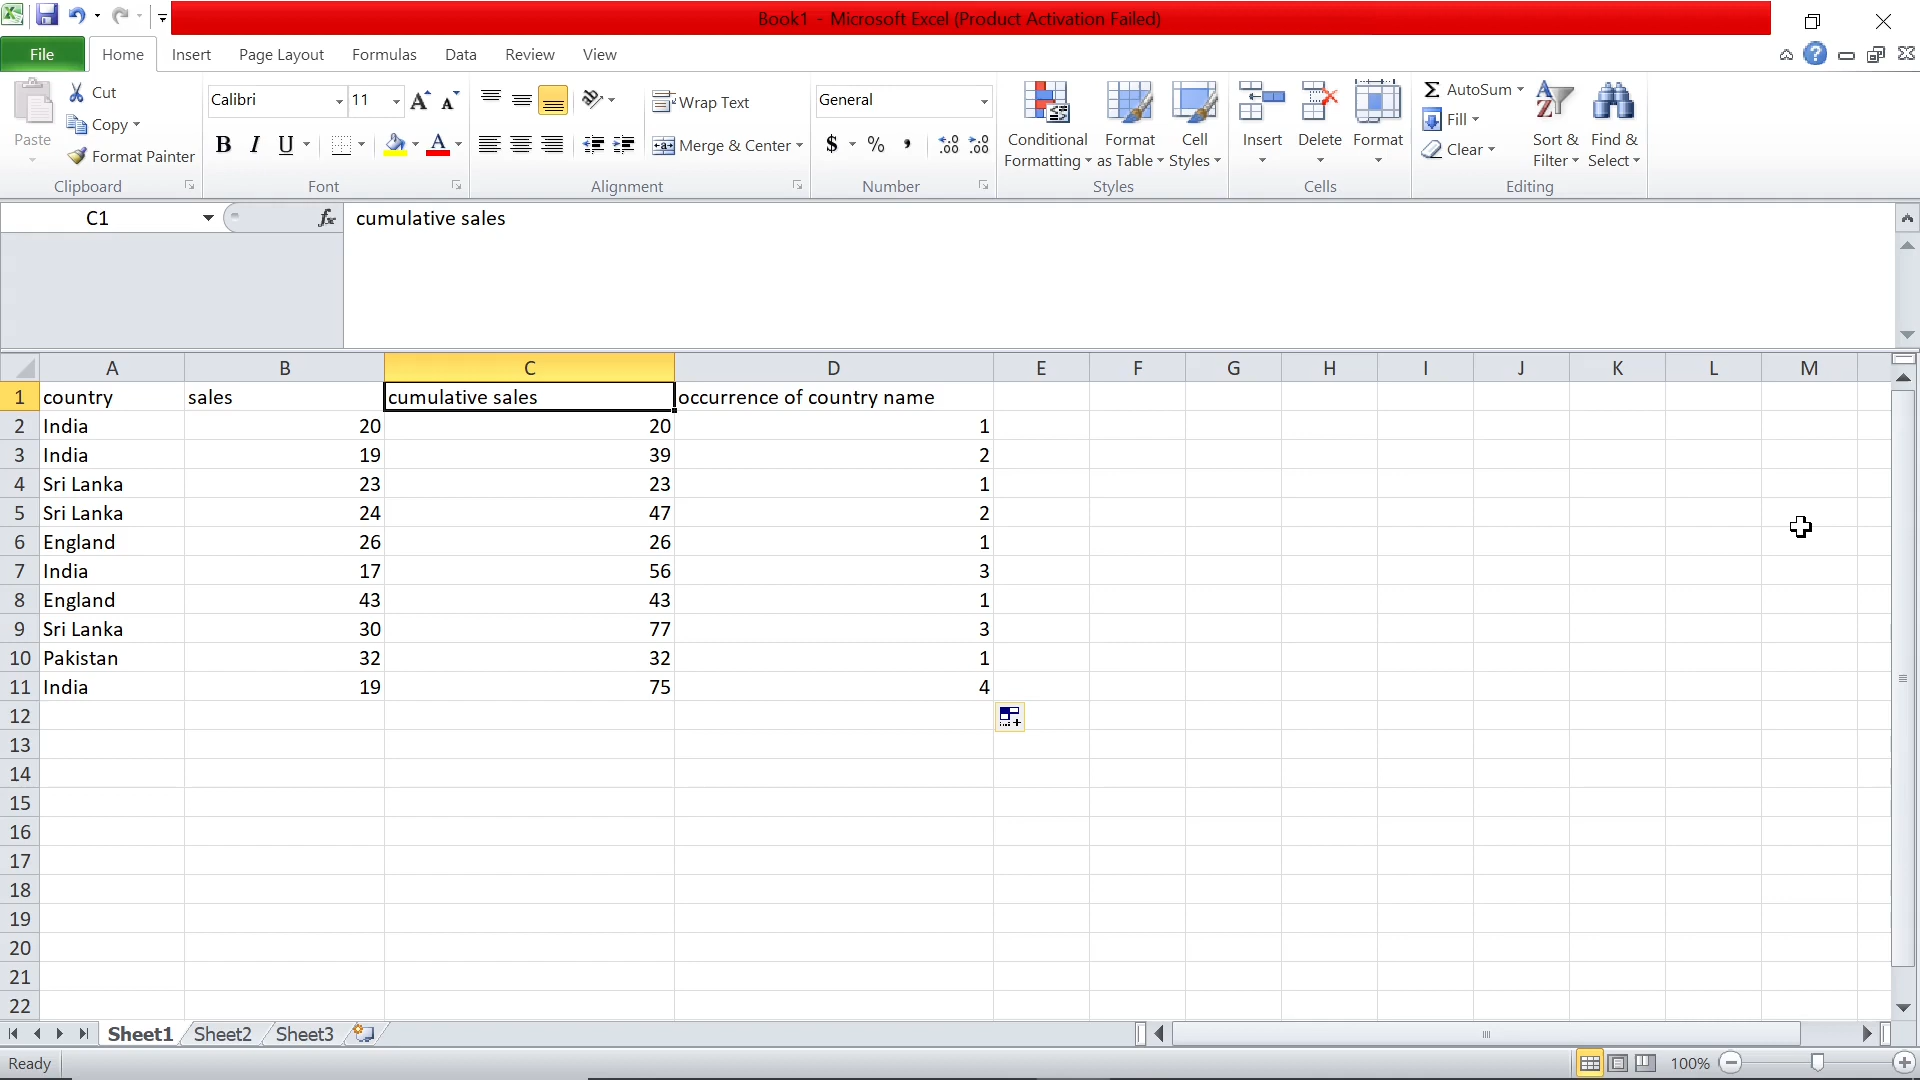 Book1 - Microsoft Excel (Product Activation Failed)
File Home Insert Page Layout Formulas Data Review View
Paste
Cut
Copy
Format Painter
Clipboard
Calibri 11
B I U A
Font
Wrap Text
Merge & Center
Alignment
General
$ % ,
Number
Conditional Formatting
Format as Table
Cell Styles
Styles
Insert Delete Format
Cells
Σ AutoSum
Fill
Clear
Sort & Filter
Find & Select
Editing
C1 fx cumulative sales
A B C D E F G H I J K L M
1 country sales cumulative sales occurrence of country name
2 India 20 20 1
3 India 19 39 2
4 Sri Lanka 23 23 1
5 Sri Lanka 24 47 2
6 England 26 26 1
7 India 17 56 3
8 England 43 43 1
9 Sri Lanka 30 77 3
10 Pakistan 32 32 1
11 India 19 75 4
12
13
14
15
16
17
18
19
20
21
22
Sheet1 Sheet2 Sheet3
Ready 100%